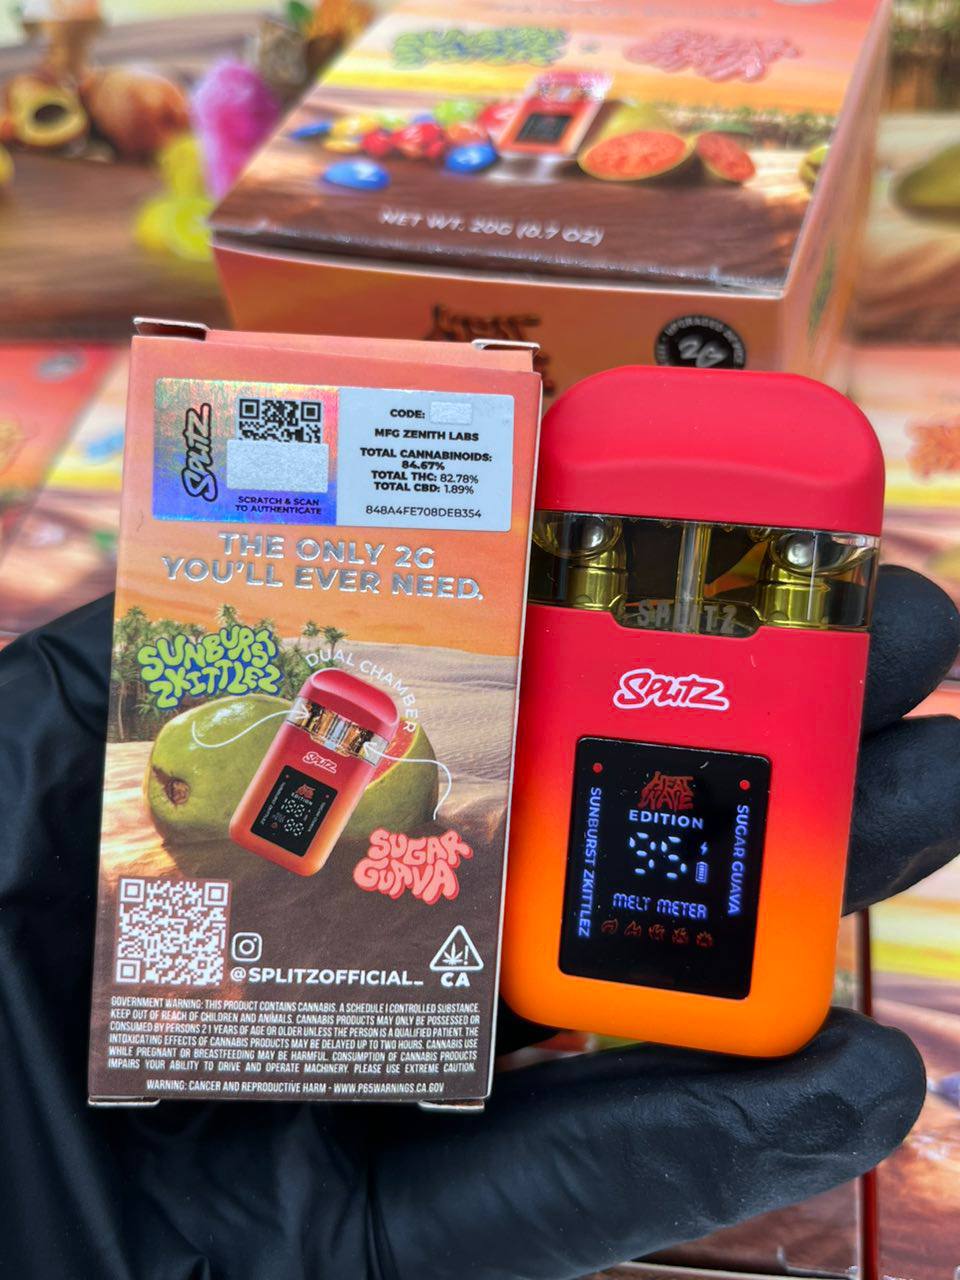 NET WT. 20G (0.7 OZ)
2G
SPLITZ
SCRATCH & SCAN
TO AUTHENTICATE
CODE:
MFG ZENITH LABS
TOTAL CANNABINOIDS:
84.67%
TOTAL THC: 82.78%
TOTAL CBD: 1.89%
848A4FE708DEB354
THE ONLY 2G
YOU'LL EVER NEED.
SUNBURST
ZKITTLEZ
DUAL CHAMBER
SPLITZ
SUGAR
GUAVA
@SPLITZOFFICIAL_
CA
GOVERNMENT WARNING: THIS PRODUCT CONTAINS CANNABIS, A SCHEDULE I CONTROLLED SUBSTANCE.
KEEP OUT OF REACH OF CHILDREN AND ANIMALS. CANNABIS PRODUCTS MAY ONLY BE POSSESSED OR
CONSUMED BY PERSONS 21 YEARS OF AGE OR OLDER UNLESS THE PERSON IS A QUALIFIED PATIENT. THE
INTOXICATING EFFECTS OF CANNABIS PRODUCTS MAY BE DELAYED UP TO TWO HOURS. CANNABIS USE
WHILE PREGNANT OR BREASTFEEDING MAY BE HARMFUL. CONSUMPTION OF CANNABIS PRODUCTS
IMPAIRS YOUR ABILITY TO DRIVE AND OPERATE MACHINERY. PLEASE USE EXTREME CAUTION.
WARNING: CANCER AND REPRODUCTIVE HARM - WWW.P65WARNINGS.CA.GOV
SPLITZ
SPLITZ
HEAT
WAVE
EDITION
95
MELT METER
SUNBURST ZKITTLEZ
SUGAR GUAVA